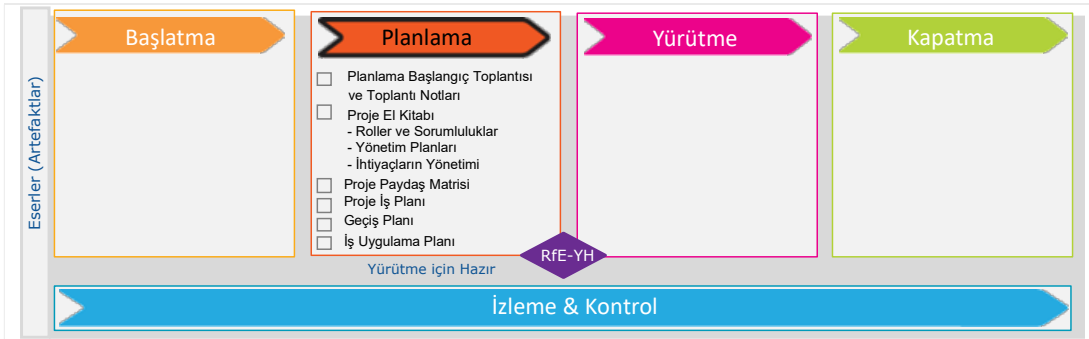 Eserler (Artefaktlar)
Başlatma
Planlama
Planlama Başlangıç Toplantısı
ve Toplantı Notları
Proje El Kitabı
- Roller ve Sorumluluklar
- Yönetim Planları
- İhtiyaçların Yönetimi
Proje Paydaş Matrisi
Proje İş Planı
Geçiş Planı
İş Uygulama Planı
Yürütme
Kapatma
RfE-YH
Yürütme için Hazır
İzleme & Kontrol